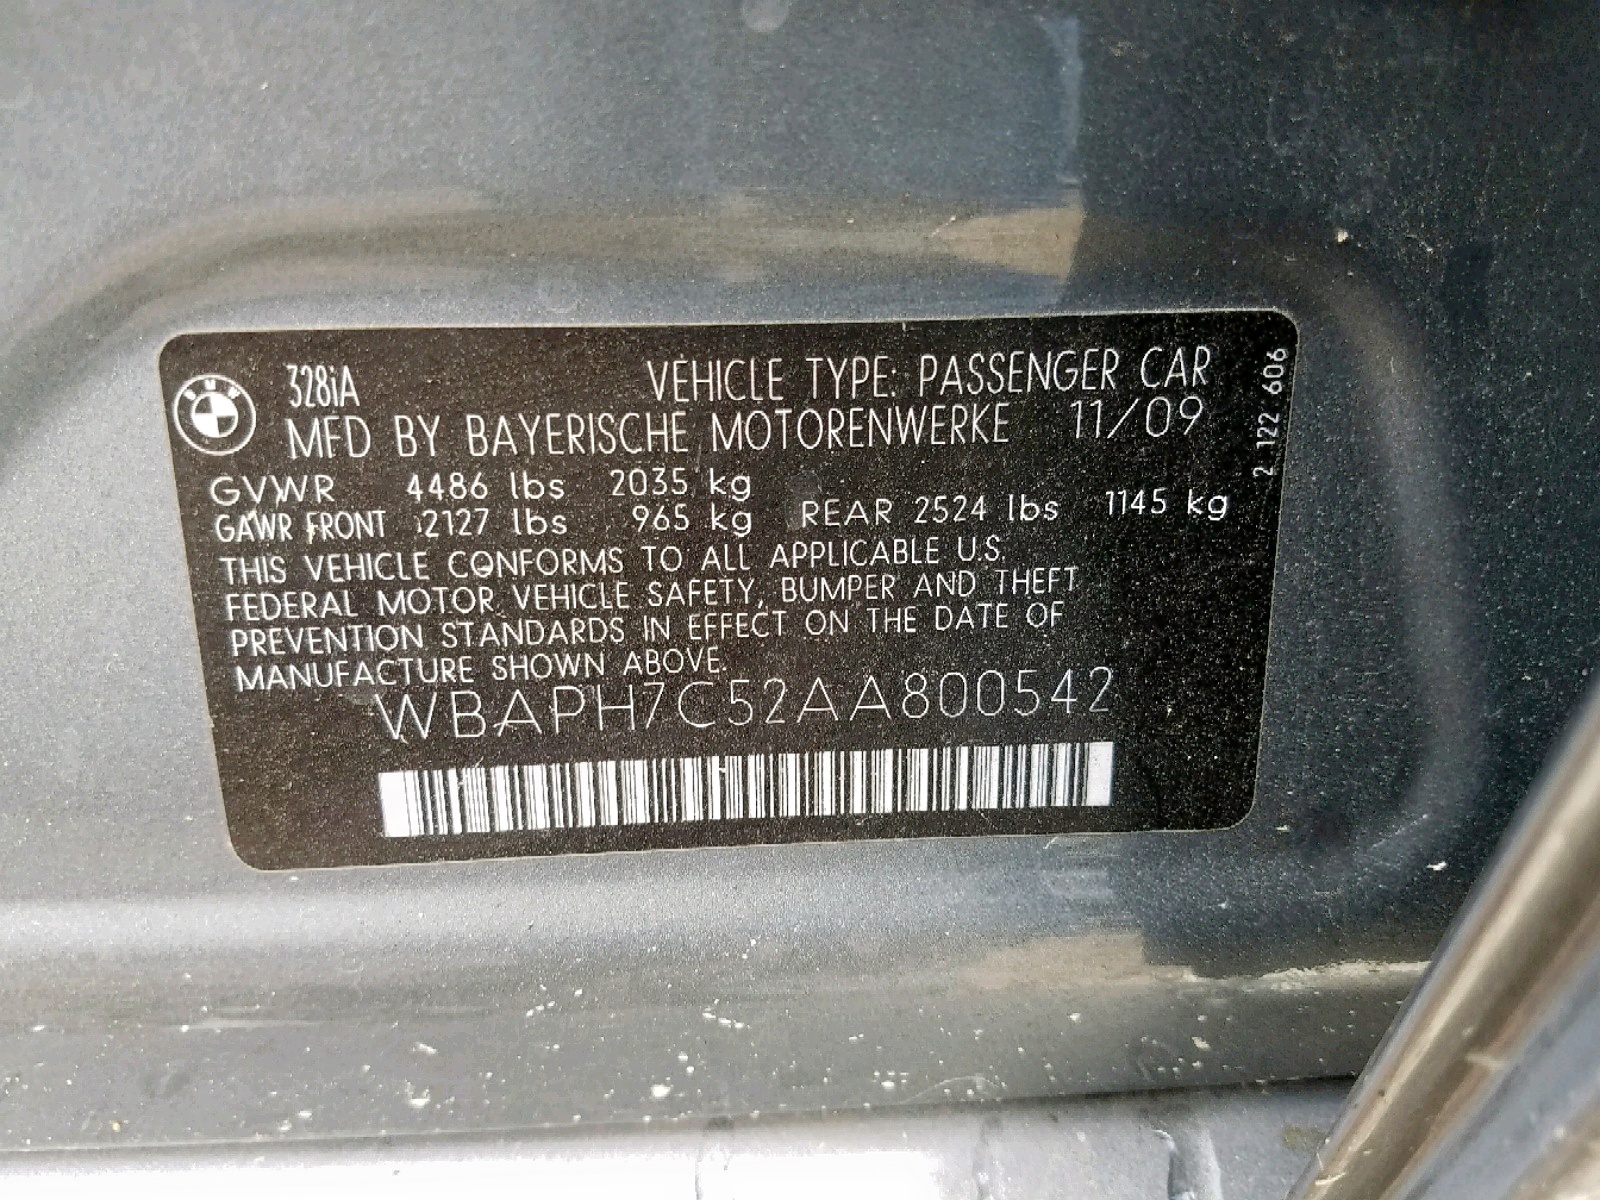 BMW
328iA VEHICLE TYPE: PASSENGER CAR
MFD BY BAYERISCHE MOTORENWERKE 11/09
GVWR 4486 lbs 2035 kg
GAWR FRONT 2127 lbs 965 kg REAR 2524 lbs 1145 kg
THIS VEHICLE CONFORMS TO ALL APPLICABLE U.S.
FEDERAL MOTOR VEHICLE SAFETY, BUMPER AND THEFT
PREVENTION STANDARDS IN EFFECT ON THE DATE OF
MANUFACTURE SHOWN ABOVE.
WBAPH7C52AA800542
2 122 606